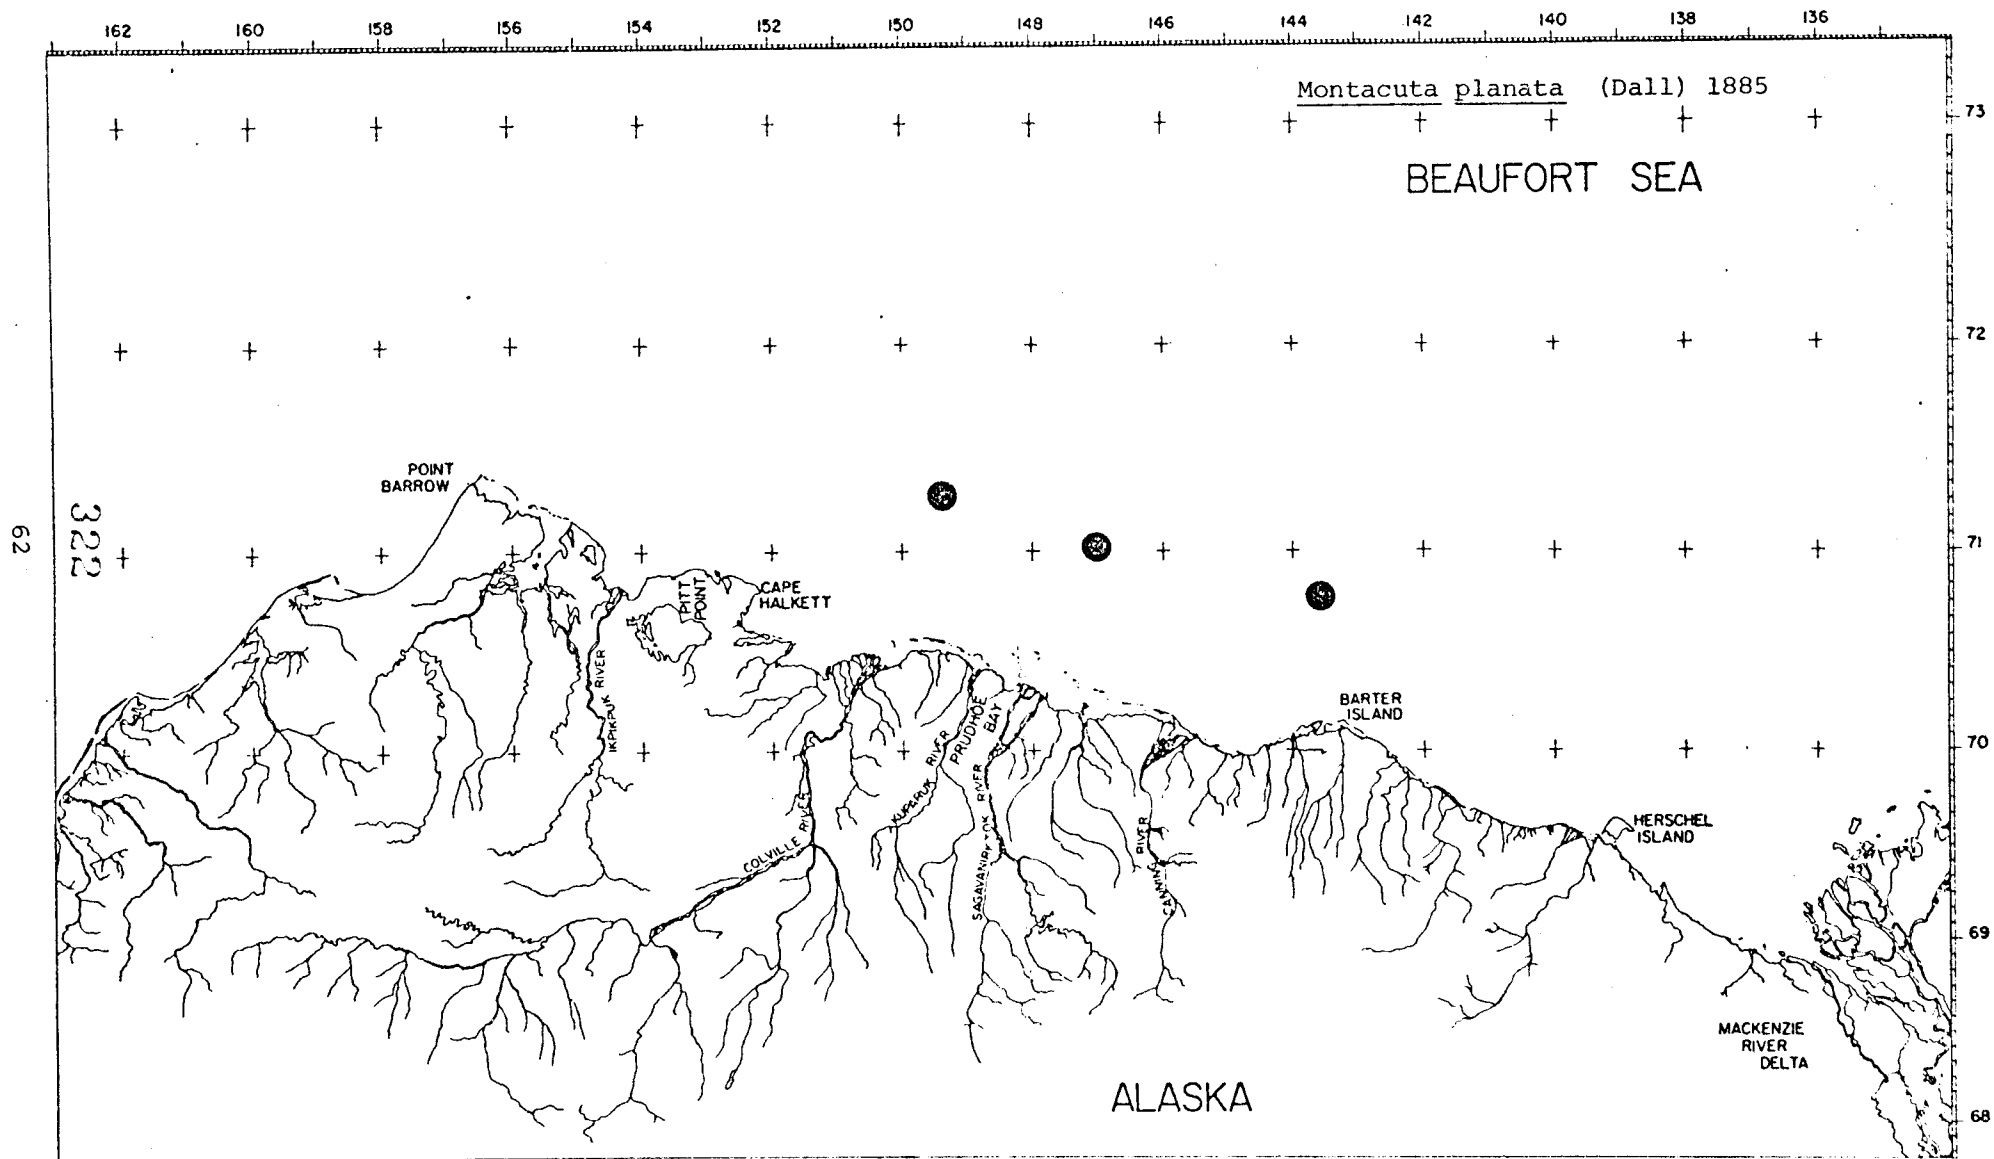 162 160 158 156 154 152 150 148 146 144 142 140 138 136
Montacuta planata (Dall) 1885
73
BEAUFORT SEA
72
POINT
BARROW
322
62
71
PITT
POINT
CAPE
HALKETT
IKPIKPUK RIVER
BARTER
ISLAND
PRUDHOE
BAY
70
KUPARUK RIVER
COLVILLE RIVER
SAGAVANIRKTOK RIVER
CANNING RIVER
HERSCHEL
ISLAND
69
MACKENZIE
RIVER
DELTA
ALASKA
68